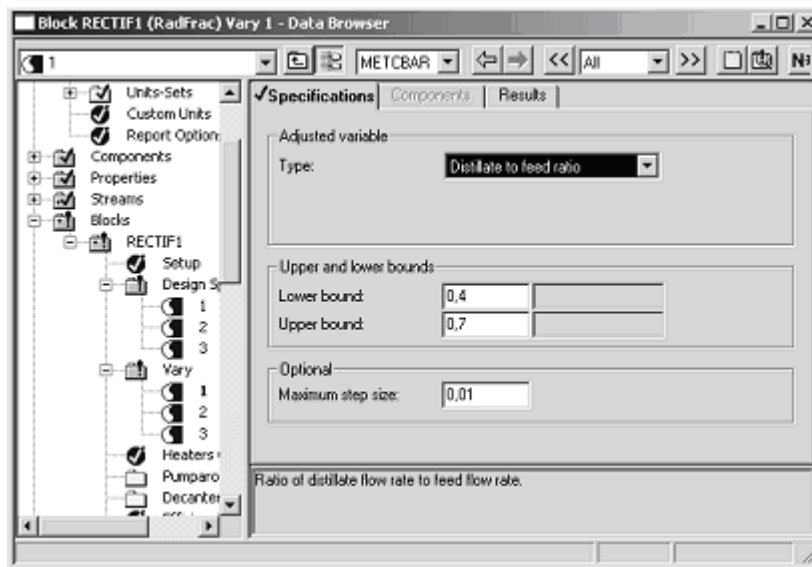 Block RECTIF1 (RadFrac) Vary 1 - Data Browser
1
METCBAR
<<
All
>>
Units-Sets
Custom Units
Report Option
Components
Properties
Streams
Blocks
RECTIF1
Setup
Design S
1
2
3
Vary
1
2
3
Heaters
Pumparo
Decanter
Specifications
Components
Results
Adjusted variable
Type:
Distillate to feed ratio
Upper and lower bounds
Lower bound:
0,4
Upper bound:
0,7
Optional
Maximum step size:
0,01
Ratio of distillate flow rate to feed flow rate.